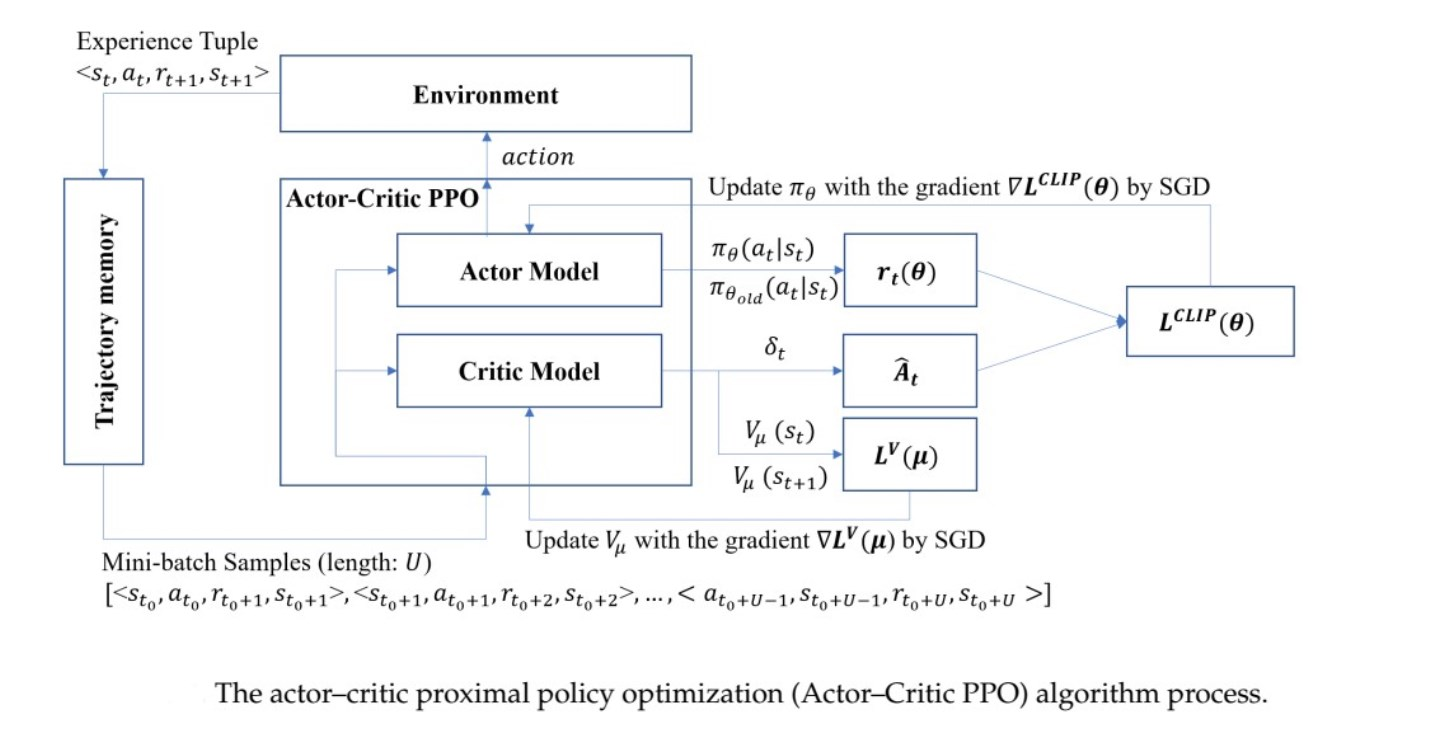 Experience Tuple
<s_t, a_t, r_{t+1}, s_{t+1}>
Environment
action
Actor-Critic PPO
Update π_θ with the gradient ∇L^{CLIP}(θ) by SGD
Trajectory memory
Actor Model
π_θ(a_t|s_t)
π_{θ_{old}}(a_t|s_t)
r_t(θ)
L^{CLIP}(θ)
Critic Model
δ_t
Â_t
V_μ (s_t)
V_μ (s_{t+1})
L^V(μ)
Update V_μ with the gradient ∇L^V(μ) by SGD
Mini-batch Samples (length: U)
[<s_{t_0}, a_{t_0}, r_{t_0+1}, s_{t_0+1}>, <s_{t_0+1}, a_{t_0+1}, r_{t_0+2}, s_{t_0+2}>, …, < a_{t_0+U−1}, s_{t_0+U−1}, r_{t_0+U}, s_{t_0+U} >]
The actor–critic proximal policy optimization (Actor–Critic PPO) algorithm process.